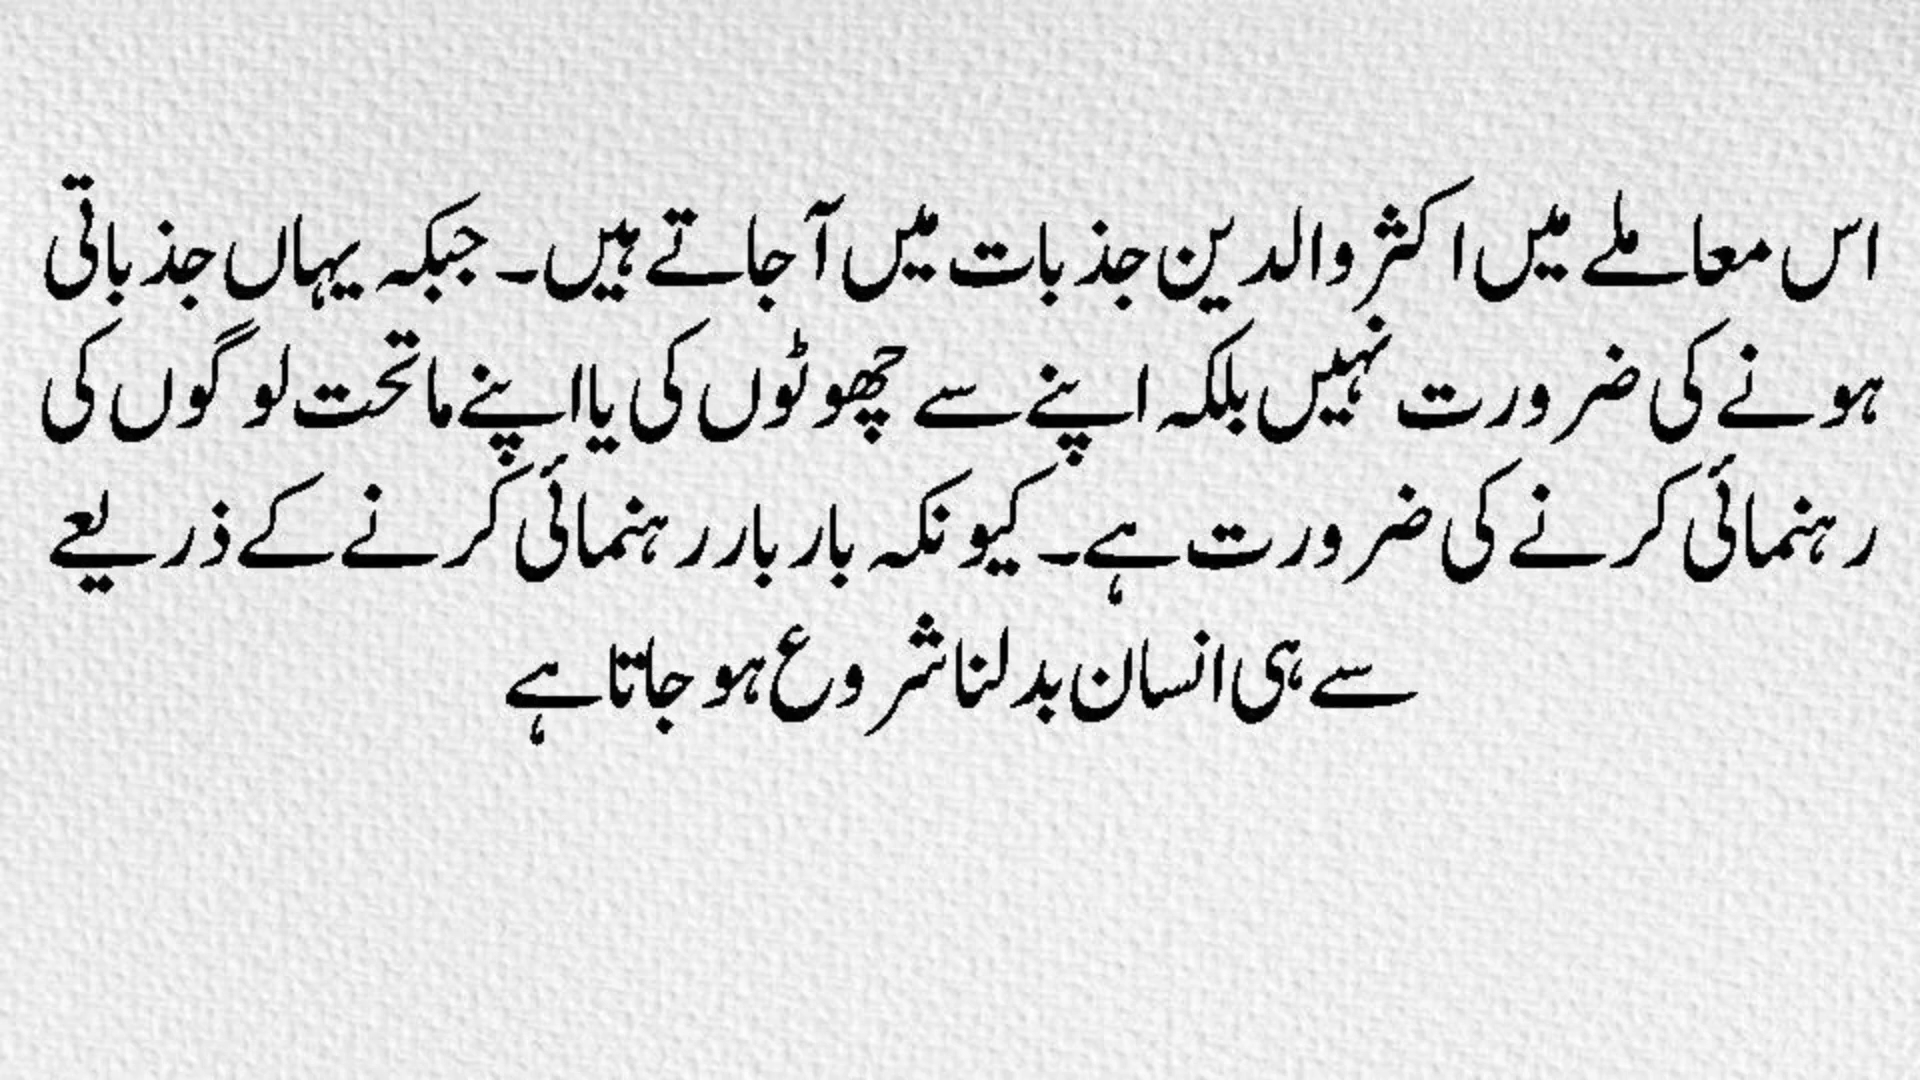 اس معاملے میں اکثر والدین جذبات میں آجاتے ہیں۔ جبکہ یہاں جذباتی
ہونے کی ضرورت نہیں بلکہ اپنے سے چھوٹوں کی یا اپنے ماتحت لوگوں کی
رہنمائی کرنے کی ضرورت ہے۔ کیونکہ بار بار رہنمائی کرنے کے ذریعے
سے ہی انسان بدلنا شروع ہو جاتا ہے